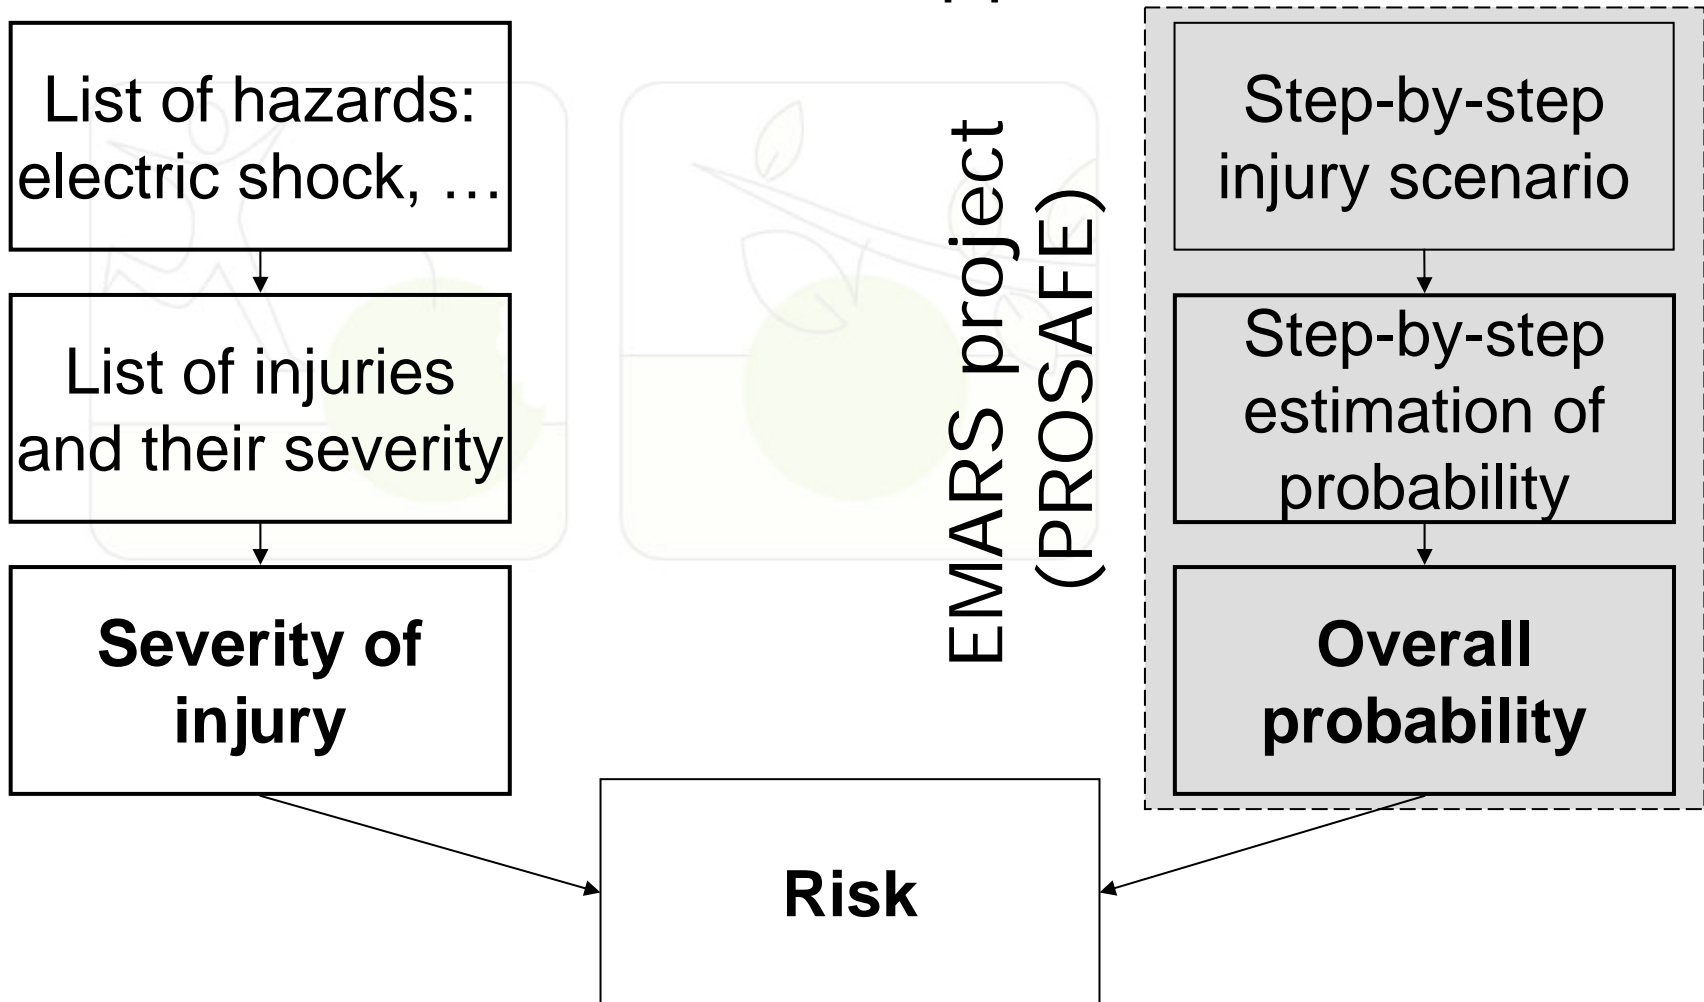 List of hazards:
electric shock, …
List of injuries
and their severity
Severity of
injury
EMARS project
(PROSAFE)
Step-by-step
injury scenario
Step-by-step
estimation of
probability
Overall
probability
Risk